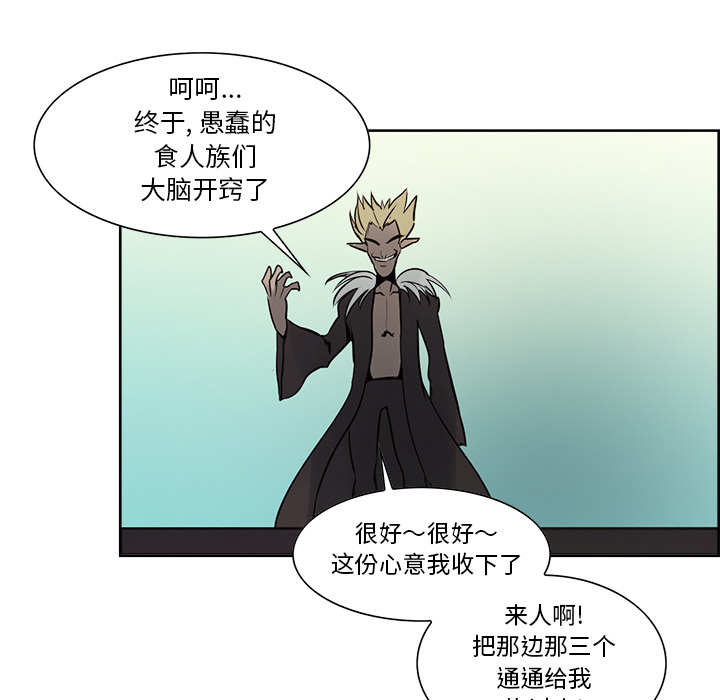 呵呵...
终于, 愚蠢的
食人族们
大脑开窍了
很好～很好～
这份心意我收下了
来人啊!
把那边那三个
通通给我